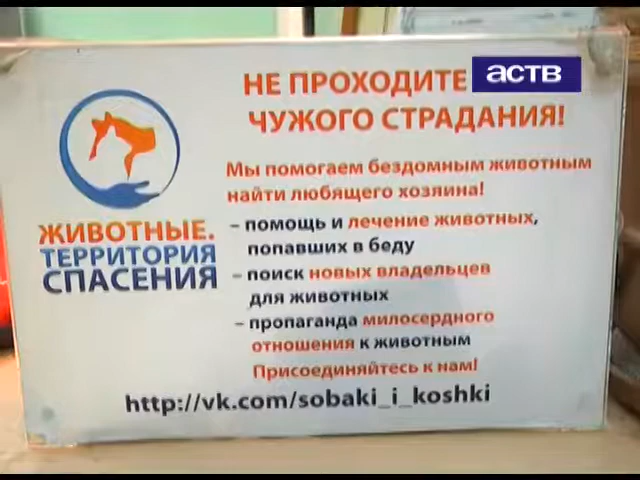 НЕ ПРОХОДИТЕ
АСТВ
ЧУЖОГО СТРАДАНИЯ!
Мы помогаем бездомным животным
найти любящего хозяина!
– помощь и лечение животных,
попавших в беду
– поиск новых владельцев
для животных
– пропаганда милосердного
отношения к животным
Присоединяйтесь к нам!
ЖИВОТНЫЕ.
ТЕРРИТОРИЯ
СПАСЕНИЯ
http://vk.com/sobaki_i_koshki